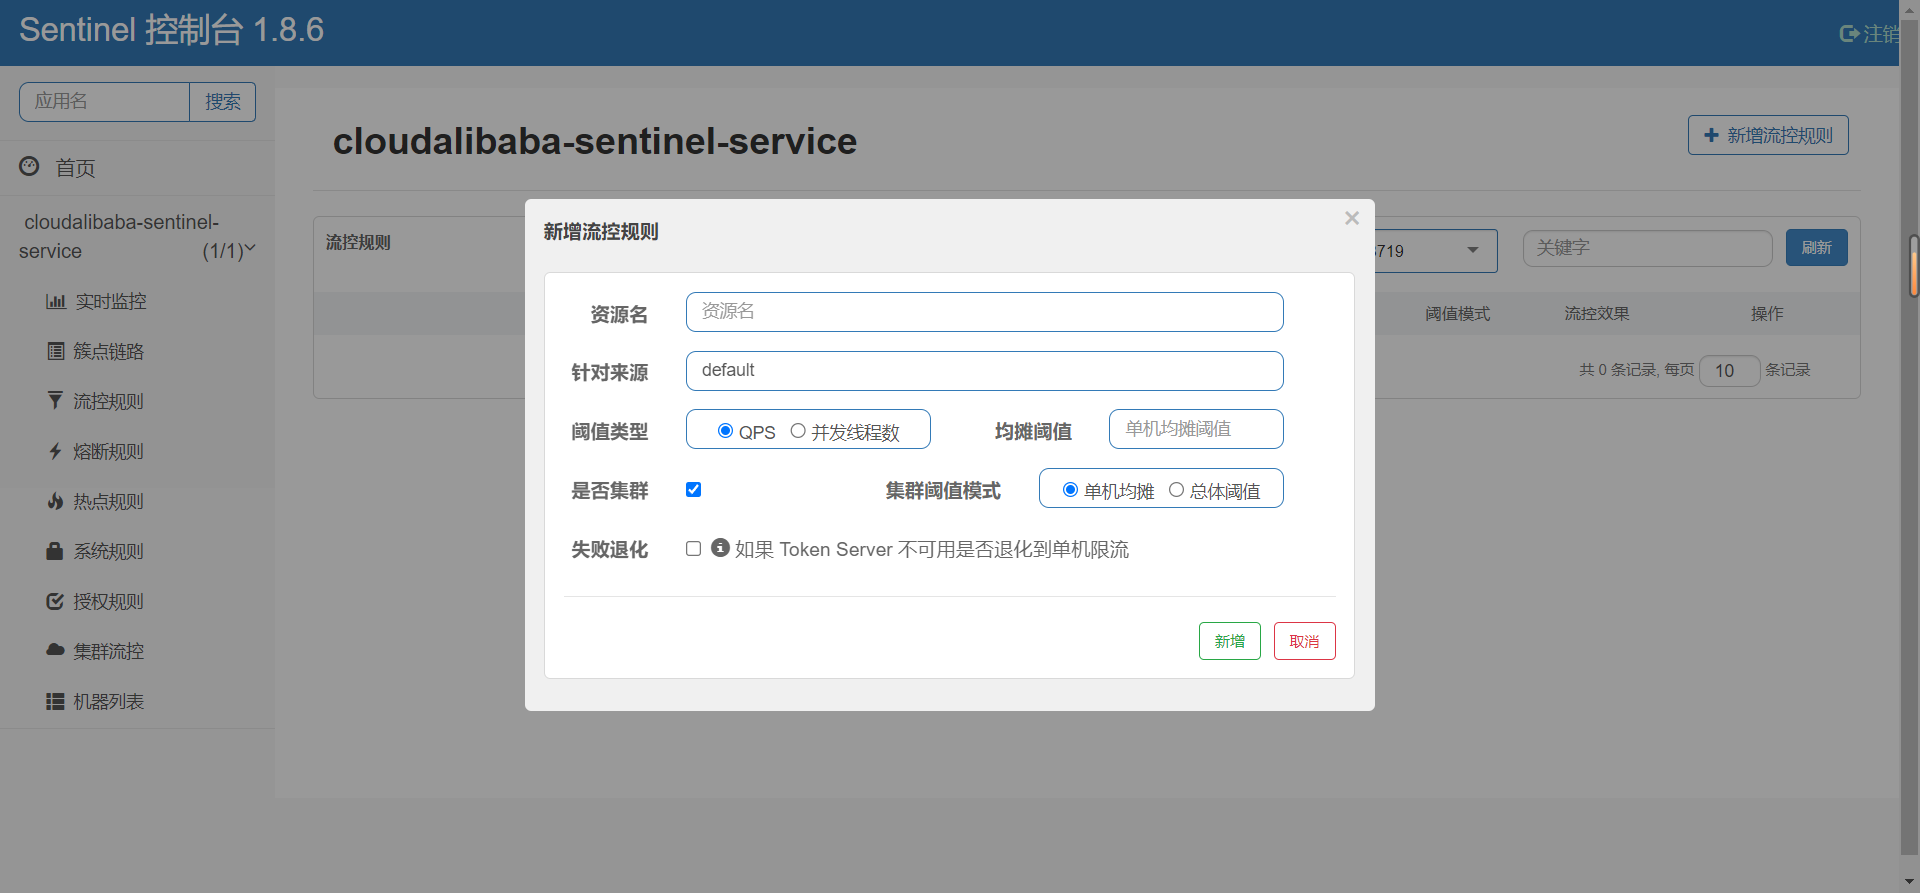 Sentinel 控制台 1.8.6
注销
应用名
搜索
首页
cloudalibaba-sentinel-
service (1/1)
实时监控
簇点链路
流控规则
熔断规则
热点规则
系统规则
授权规则
集群流控
机器列表
cloudalibaba-sentinel-service
新增流控规则
流控规则
719
关键字
刷新
阈值模式 流控效果 操作
共 0 条记录, 每页 10 条记录
新增流控规则 ×
资源名 资源名
针对来源 default
阈值类型 QPS 并发线程数 均摊阈值 单机均摊阈值
是否集群 集群阈值模式 单机均摊 总体阈值
失败退化 如果 Token Server 不可用是否退化到单机限流
新增 取消